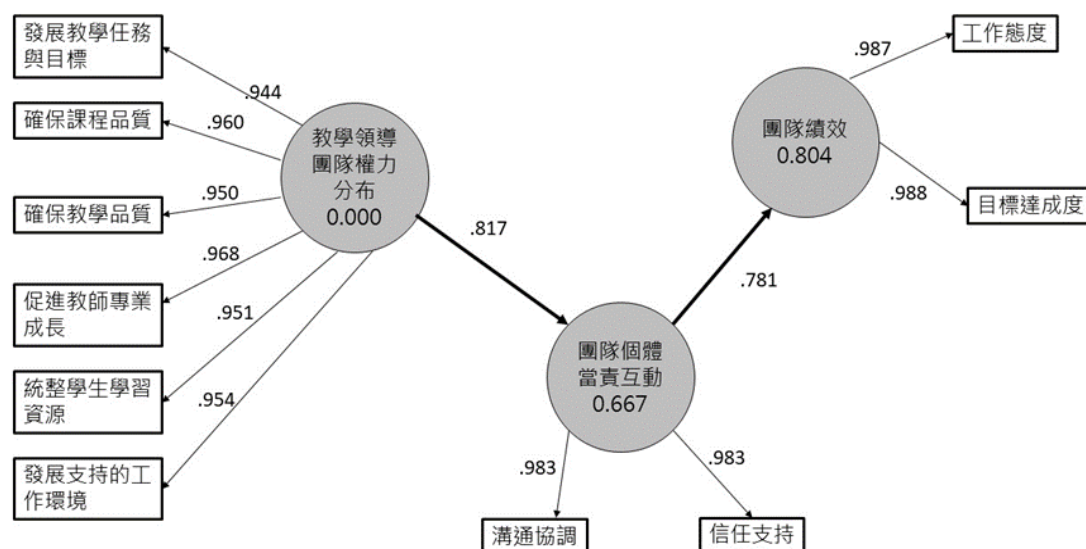 發展教學任務
與目標
.944
確保課程品質
.960
確保教學品質
.950
促進教師專業
成長
.968
統整學生學習
資源
.951
發展支持的工
作環境
.954
教學領導
團隊權力
分布
0.000
.817
團隊個體
當責互動
0.667
.983
溝通協調
.983
信任支持
.781
團隊績效
0.804
.987
工作態度
.988
目標達成度